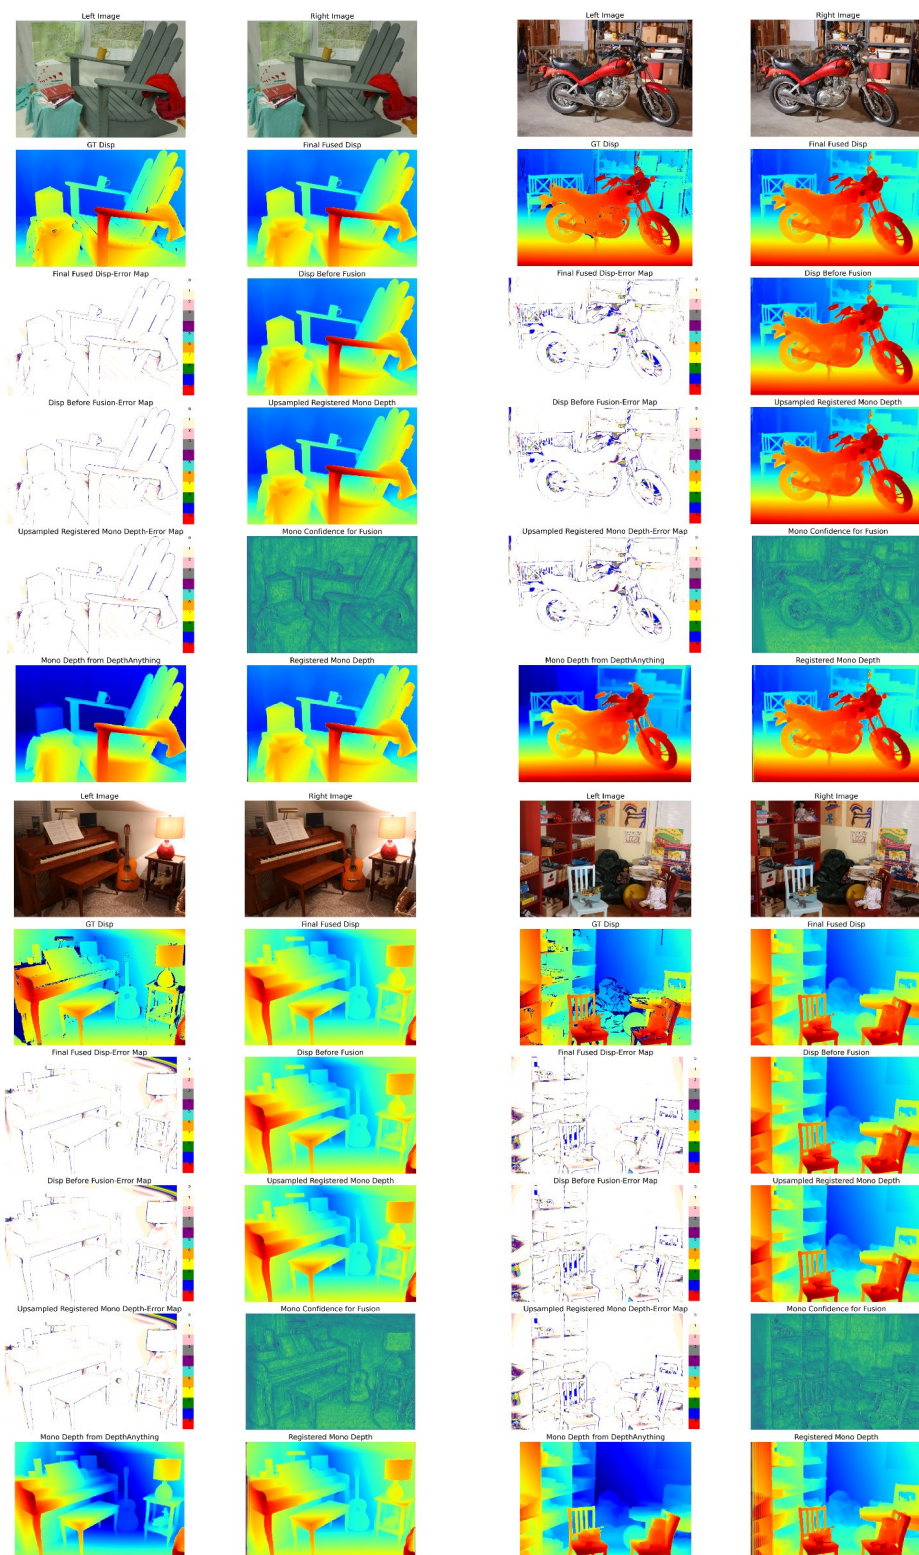 Left Image
Right Image
GT Disp
Final Fused Disp
Final Fused Disp-Error Map
Disp Before Fusion
Disp Before Fusion-Error Map
Upsampled Registered Mono Depth
Upsampled Registered Mono Depth-Error Map
Mono Confidence for Fusion
Mono Depth from DepthAnything
Registered Mono Depth
Left Image
Right Image
GT Disp
Final Fused Disp
Final Fused Disp-Error Map
Disp Before Fusion
Disp Before Fusion-Error Map
Upsampled Registered Mono Depth
Upsampled Registered Mono Depth-Error Map
Mono Confidence for Fusion
Mono Depth from DepthAnything
Registered Mono Depth
Left Image
Right Image
GT Disp
Final Fused Disp
Final Fused Disp-Error Map
Disp Before Fusion
Disp Before Fusion-Error Map
Upsampled Registered Mono Depth
Upsampled Registered Mono Depth-Error Map
Mono Confidence for Fusion
Mono Depth from DepthAnything
Registered Mono Depth
Left Image
Right Image
GT Disp
Final Fused Disp
Final Fused Disp-Error Map
Disp Before Fusion
Disp Before Fusion-Error Map
Upsampled Registered Mono Depth
Upsampled Registered Mono Depth-Error Map
Mono Confidence for Fusion
Mono Depth from DepthAnything
Registered Mono Depth